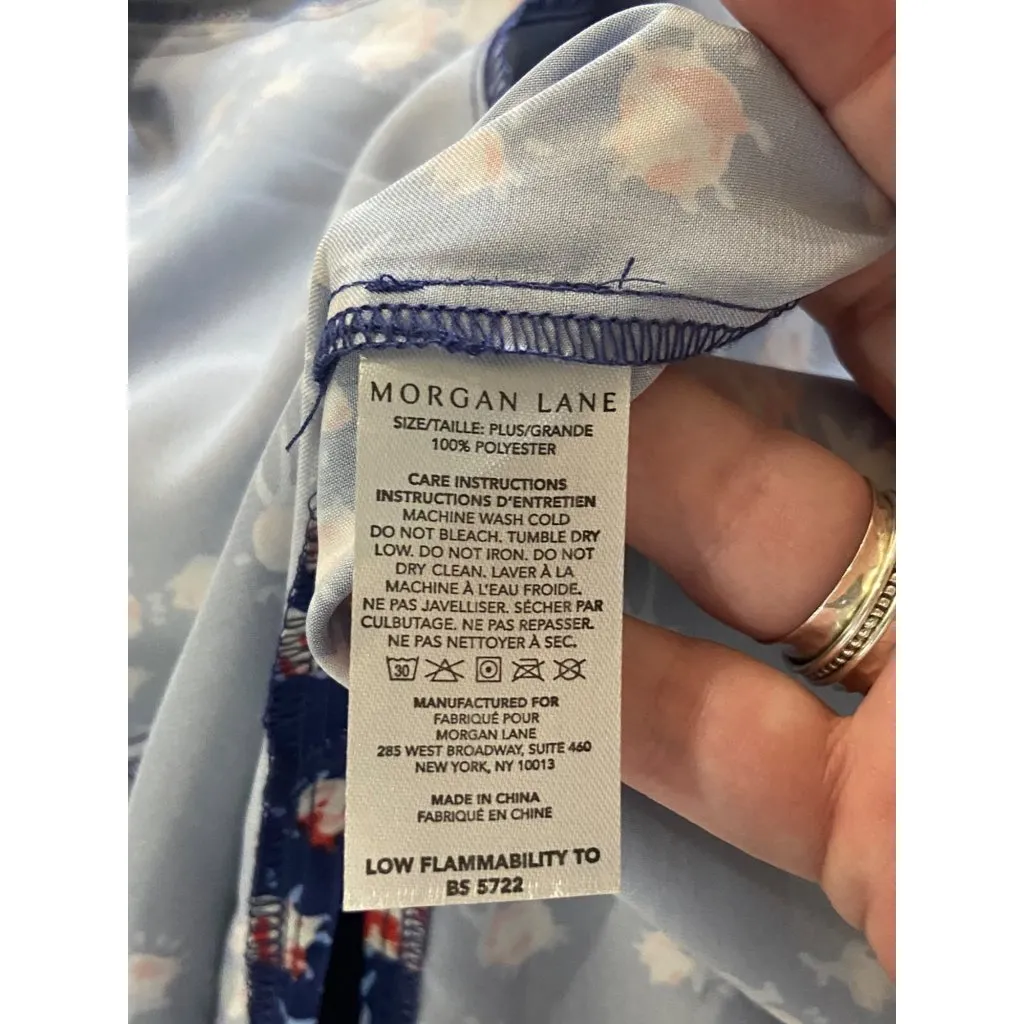 MORGAN LANE
SIZE/TAILLE: PLUS/GRANDE
100% POLYESTER
CARE INSTRUCTIONS
INSTRUCTIONS D'ENTRETIEN
MACHINE WASH COLD
DO NOT BLEACH. TUMBLE DRY
LOW. DO NOT IRON. DO NOT
DRY CLEAN. LAVER À LA
MACHINE À L'EAU FROIDE.
NE PAS JAVELLISER. SÉCHER PAR
CULBUTAGE. NE PAS REPASSER.
NE PAS NETTOYER À SEC.
30
MANUFACTURED FOR
FABRIQUÉ POUR
MORGAN LANE
285 WEST BROADWAY, SUITE 460
NEW YORK, NY 10013
MADE IN CHINA
FABRIQUÉ EN CHINE
LOW FLAMMABILITY TO
BS 5722